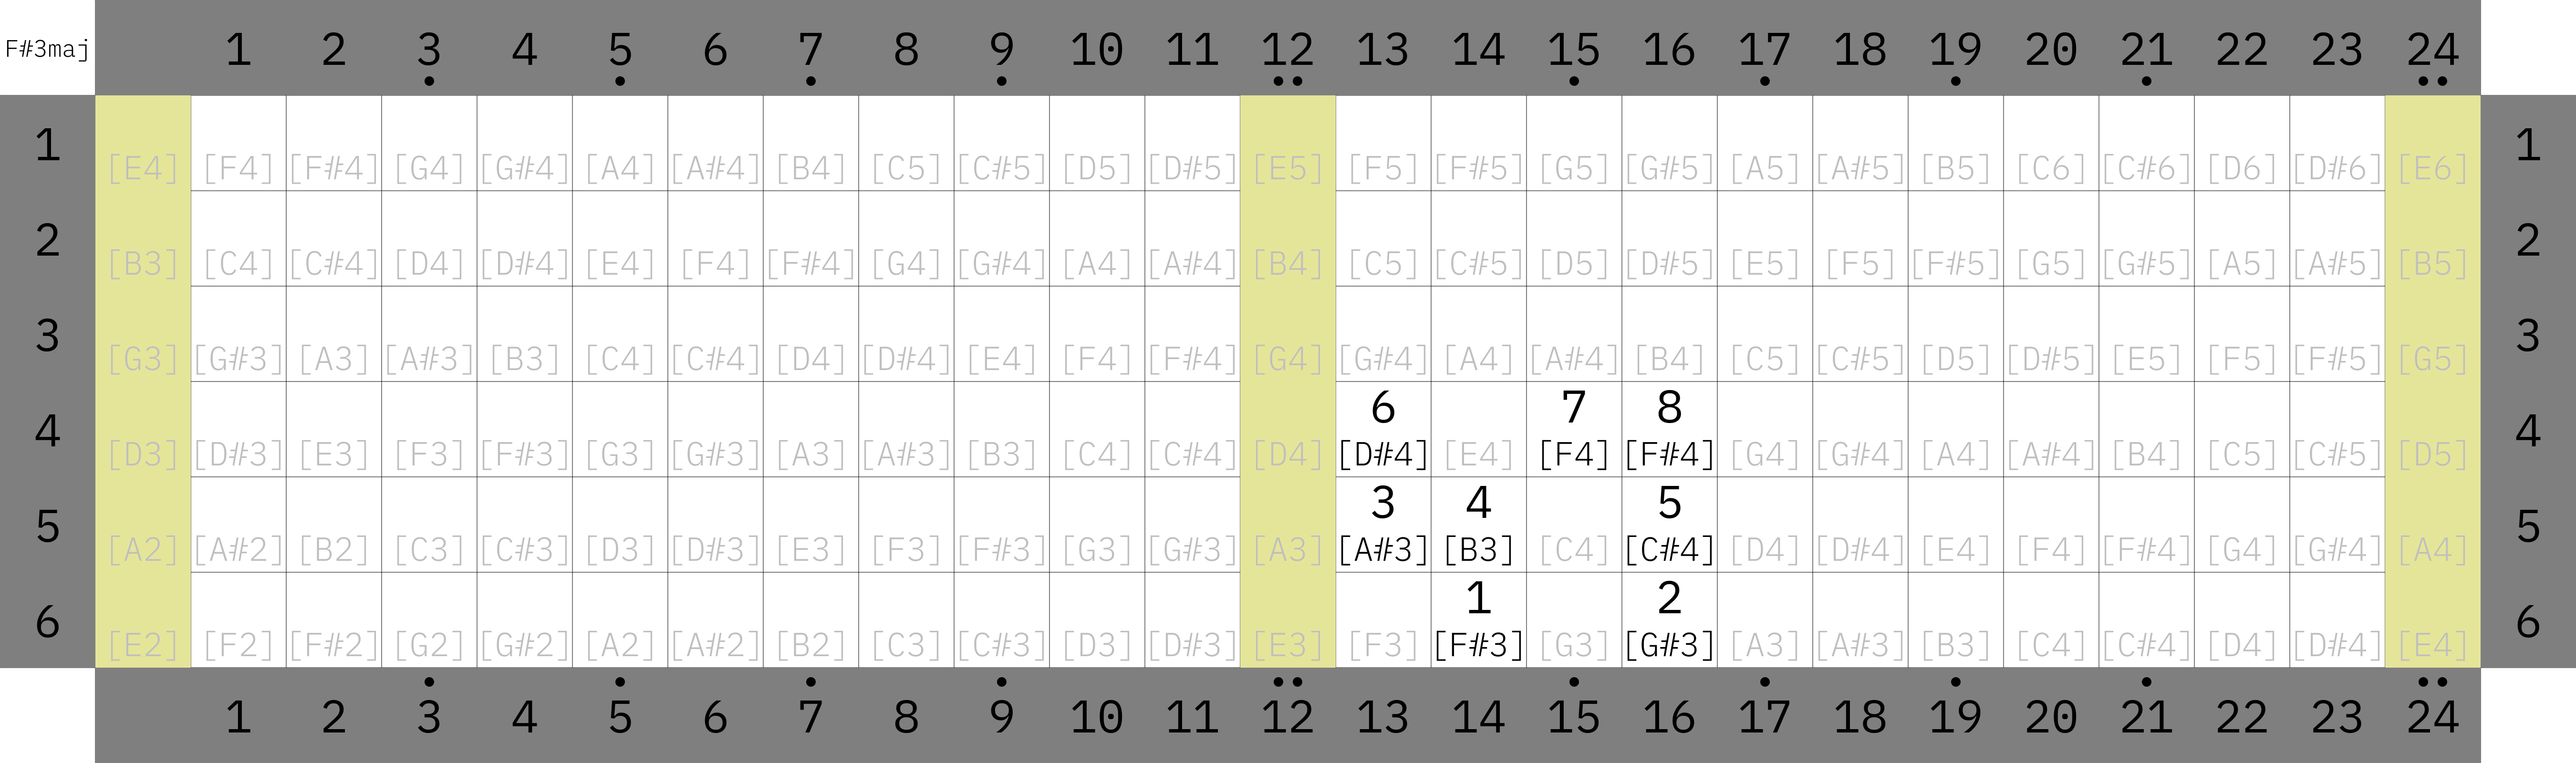 F#3maj 1 2 3 4 5 6 7 8 9 10 11 12 13 14 15 16 17 18 19 20 21 22 23 24
1 [E4] [F4] [F#4] [G4] [G#4] [A4] [A#4] [B4] [C5] [C#5] [D5] [D#5] [E5] [F5] [F#5] [G5] [G#5] [A5] [A#5] [B5] [C6] [C#6] [D6] [D#6] [E6] 1
2 [B3] [C4] [C#4] [D4] [D#4] [E4] [F4] [F#4] [G4] [G#4] [A4] [A#4] [B4] [C5] [C#5] [D5] [D#5] [E5] [F5] [F#5] [G5] [G#5] [A5] [A#5] [B5] 2
3 [G3] [G#3] [A3] [A#3] [B3] [C4] [C#4] [D4] [D#4] [E4] [F4] [F#4] [G4] [G#4] [A4] [A#4] [B4] [C5] [C#5] [D5] [D#5] [E5] [F5] [F#5] [G5] 3
6 7 8
4 [D3] [D#3] [E3] [F3] [F#3] [G3] [G#3] [A3] [A#3] [B3] [C4] [C#4] [D4] [D#4] [E4] [F4] [F#4] [G4] [G#4] [A4] [A#4] [B4] [C5] [C#5] [D5] 4
3 4 5
5 [A2] [A#2] [B2] [C3] [C#3] [D3] [D#3] [E3] [F3] [F#3] [G3] [G#3] [A3] [A#3] [B3] [C4] [C#4] [D4] [D#4] [E4] [F4] [F#4] [G4] [G#4] [A4] 5
1 2
6 [E2] [F2] [F#2] [G2] [G#2] [A2] [A#2] [B2] [C3] [C#3] [D3] [D#3] [E3] [F3] [F#3] [G3] [G#3] [A3] [A#3] [B3] [C4] [C#4] [D4] [D#4] [E4] 6
1 2 3 4 5 6 7 8 9 10 11 12 13 14 15 16 17 18 19 20 21 22 23 24